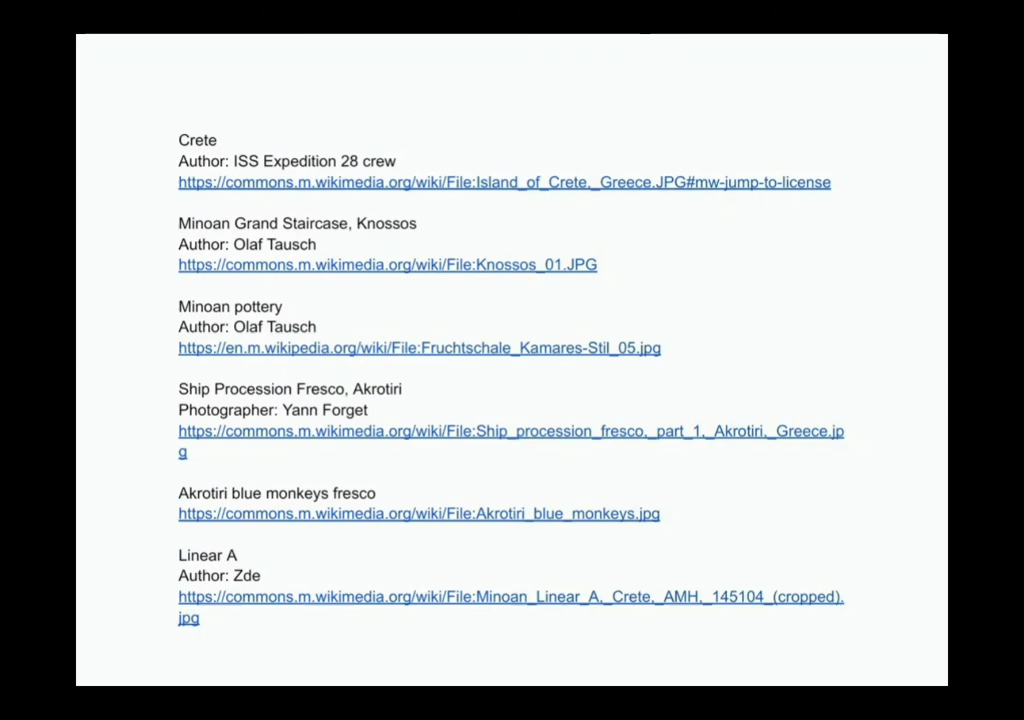 Crete
Author: ISS Expedition 28 crew
https://commons.m.wikimedia.org/wiki/File:Island_of_Crete,_Greece.JPG#mw-jump-to-license
Minoan Grand Staircase, Knossos
Author: Olaf Tausch
https://commons.m.wikimedia.org/wiki/File:Knossos_01.JPG
Minoan pottery
Author: Olaf Tausch
https://en.m.wikipedia.org/wiki/File:Fruchtschale_Kamares-Stil_05.jpg
Ship Procession Fresco, Akrotiri
Photographer: Yann Forget
https://commons.m.wikimedia.org/wiki/File:Ship_procession_fresco,_part_1,_Akrotiri,_Greece.jp
g
Akrotiri blue monkeys fresco
https://commons.m.wikimedia.org/wiki/File:Akrotiri_blue_monkeys.jpg
Linear A
Author: Zde
https://commons.m.wikimedia.org/wiki/File:Minoan_Linear_A,_Crete,_AMH,_145104_(cropped).
jpg